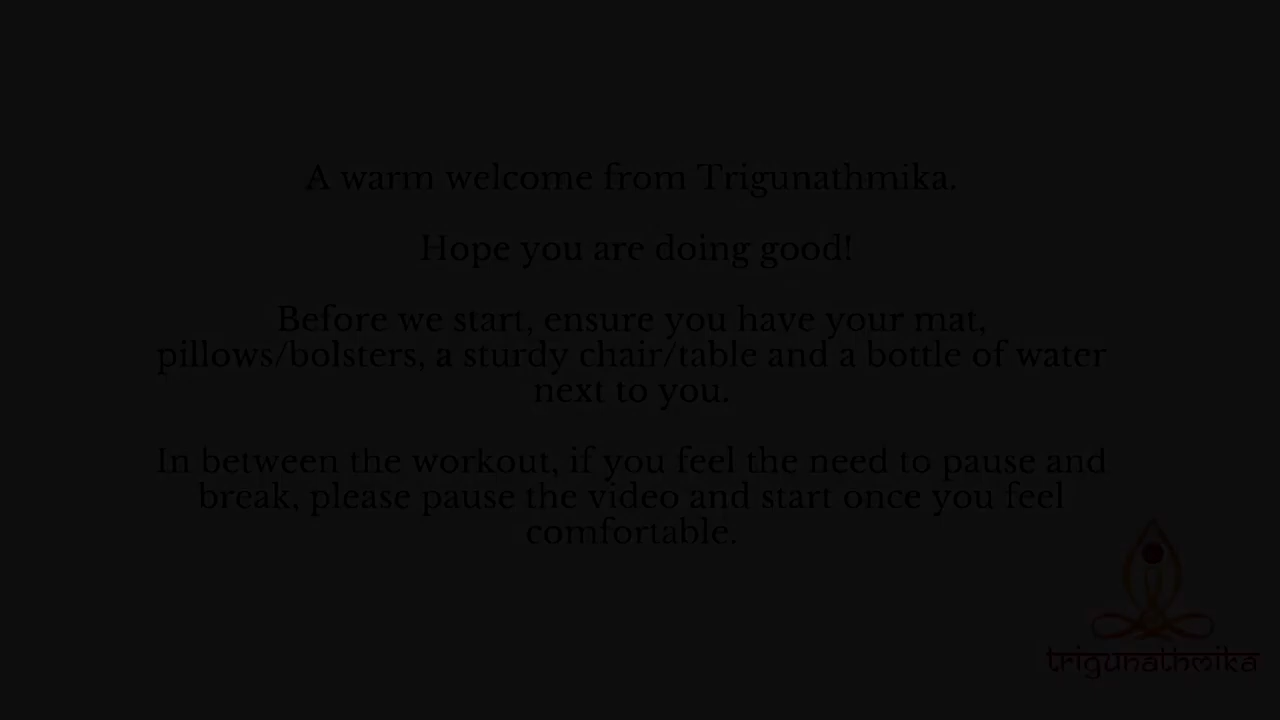 A warm welcome from Trigunathmika.
Hope you are doing good!
Before we start, ensure you have your mat,
pillows/bolsters, a sturdy chair/table and a bottle of water
next to you.
In between the workout, if you feel the need to pause and
break, please pause the video and start once you feel
comfortable.
trigunathmika